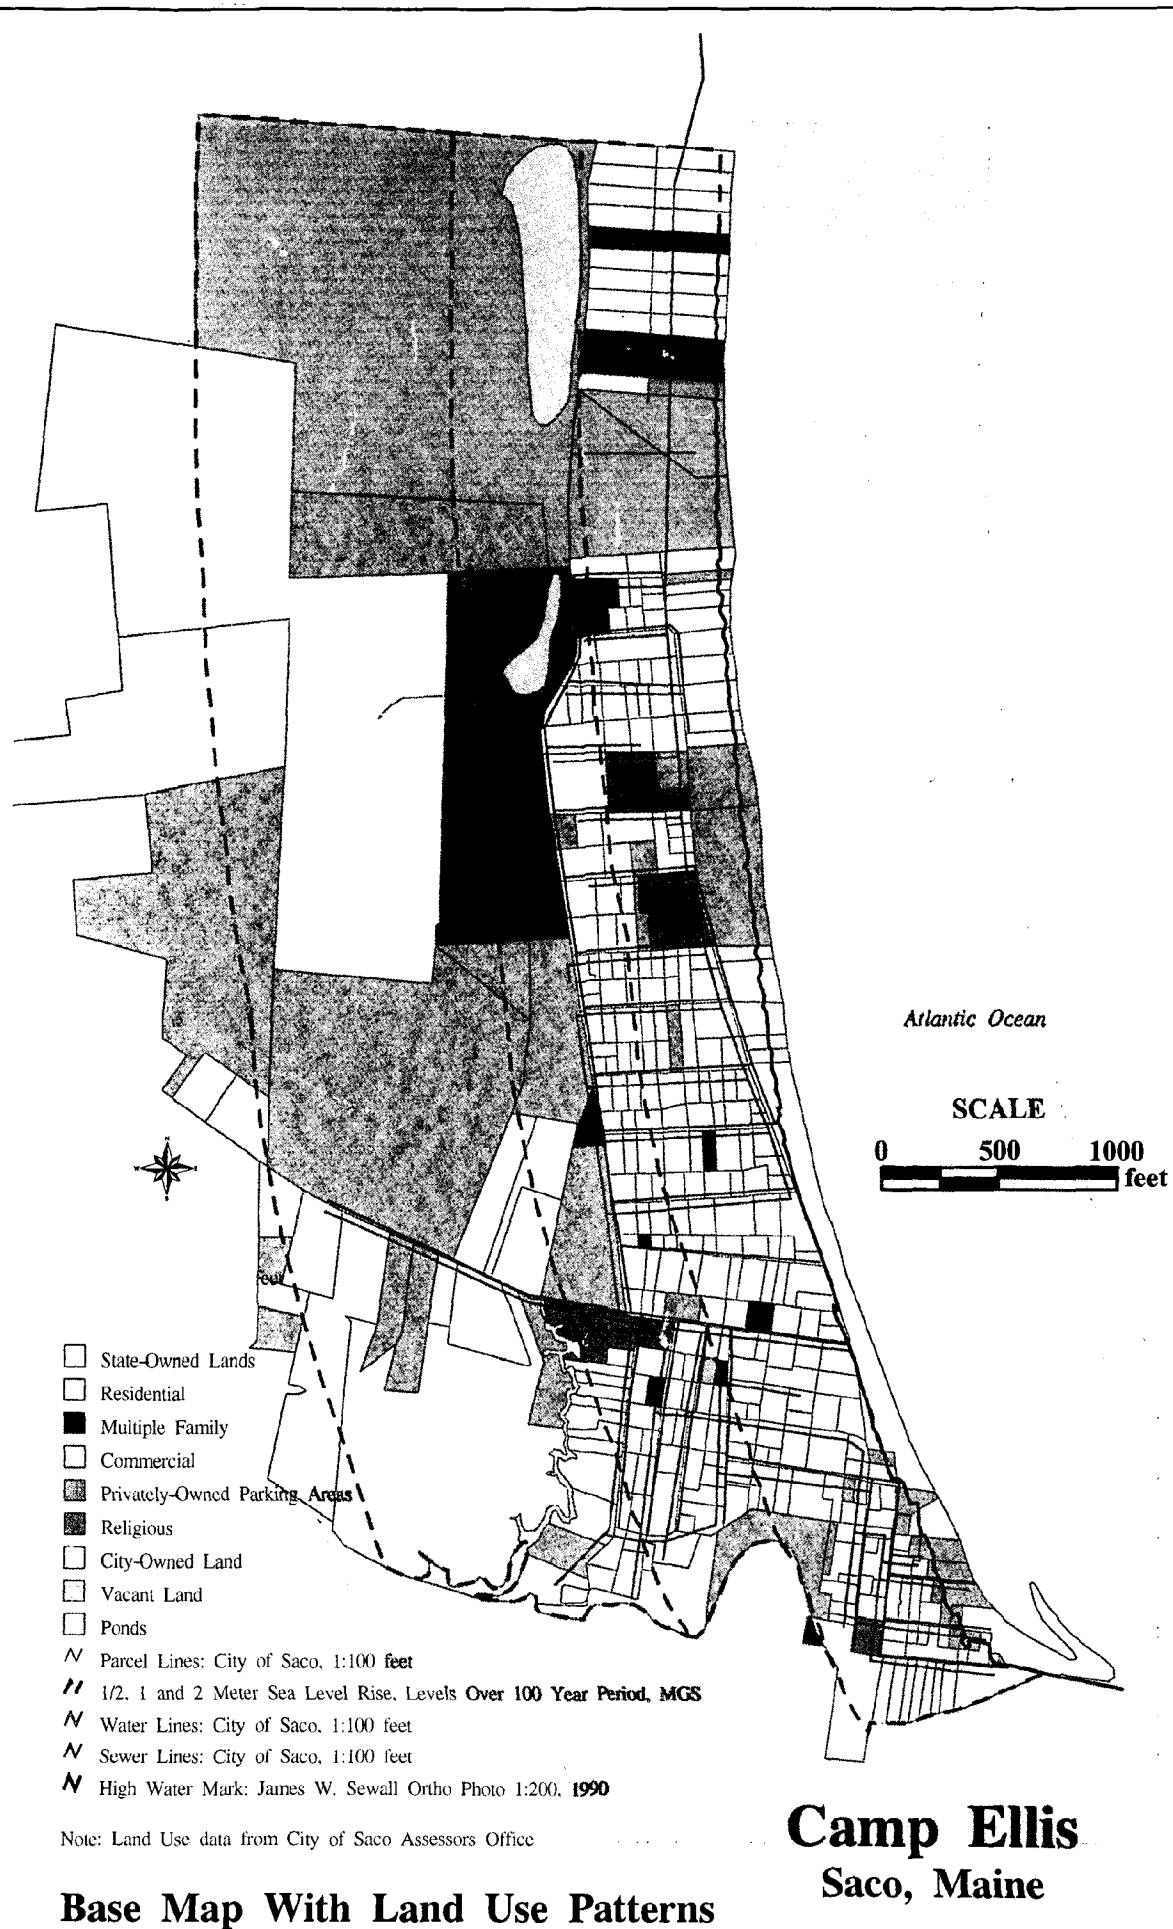 Atlantic Ocean
SCALE
0 500 1000
feet
N
W E
S
State-Owned Lands
Residential
Multiple Family
Commercial
Privately-Owned Parking Areas
Religious
City-Owned Land
Vacant Land
Ponds
Parcel Lines: City of Saco, 1:100 feet
1/2, 1 and 2 Meter Sea Level Rise, Levels Over 100 Year Period, MGS
Water Lines: City of Saco, 1:100 feet
Sewer Lines: City of Saco, 1:100 feet
High Water Mark: James W. Sewall Ortho Photo 1:200, 1990
Note: Land Use data from City of Saco Assessors Office
Camp Ellis
Saco, Maine
Base Map With Land Use Patterns